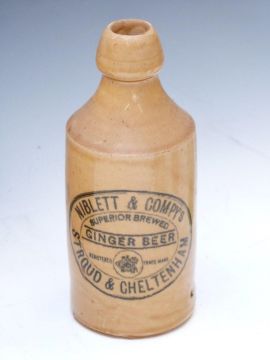 NIBLETT & COMPY'S
SUPERIOR BREWED
GINGER BEER
REGISTERED TRADE MARK
STROUD & CHELTENHAM